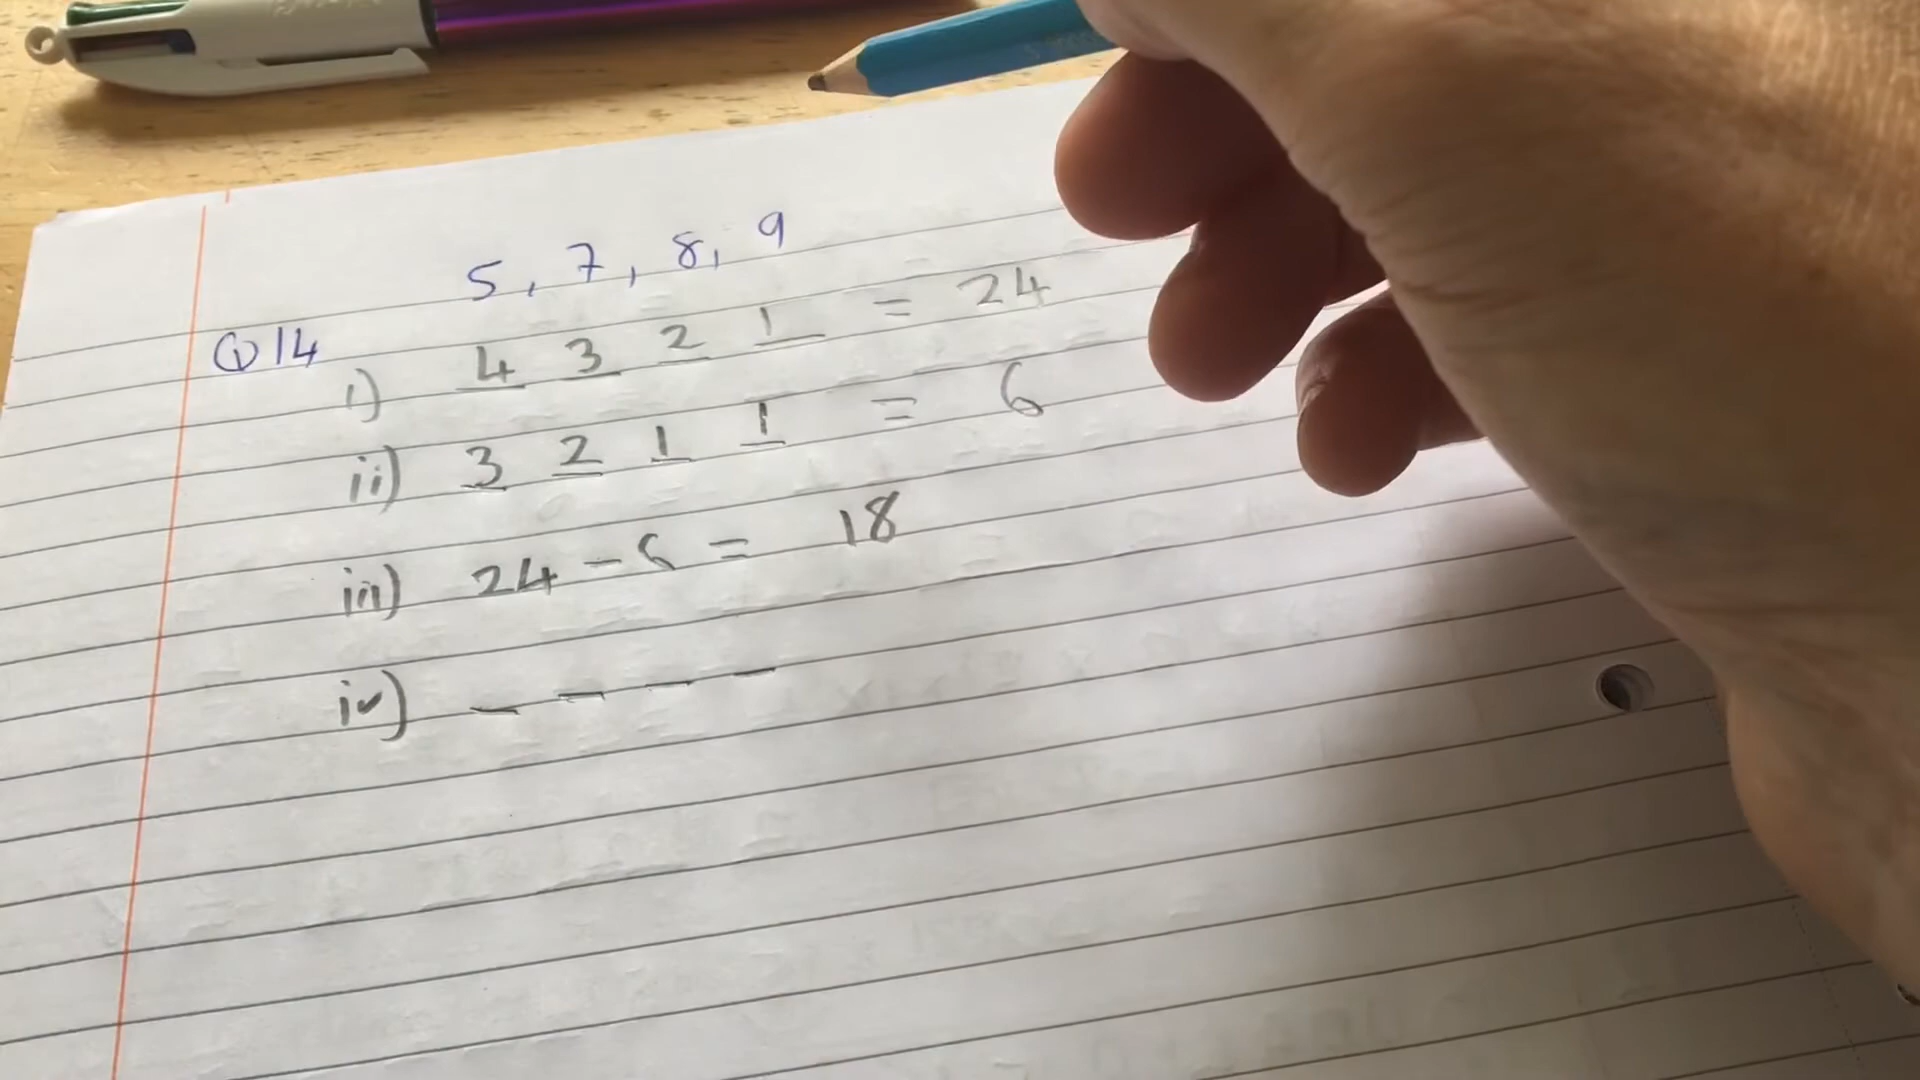 5, 7, 8, 9
Q14
i) 4 3 2 1 = 24
ii) 3 2 1 1 = 6
iii) 24 - 6 = 18
iv) _ _ _ _